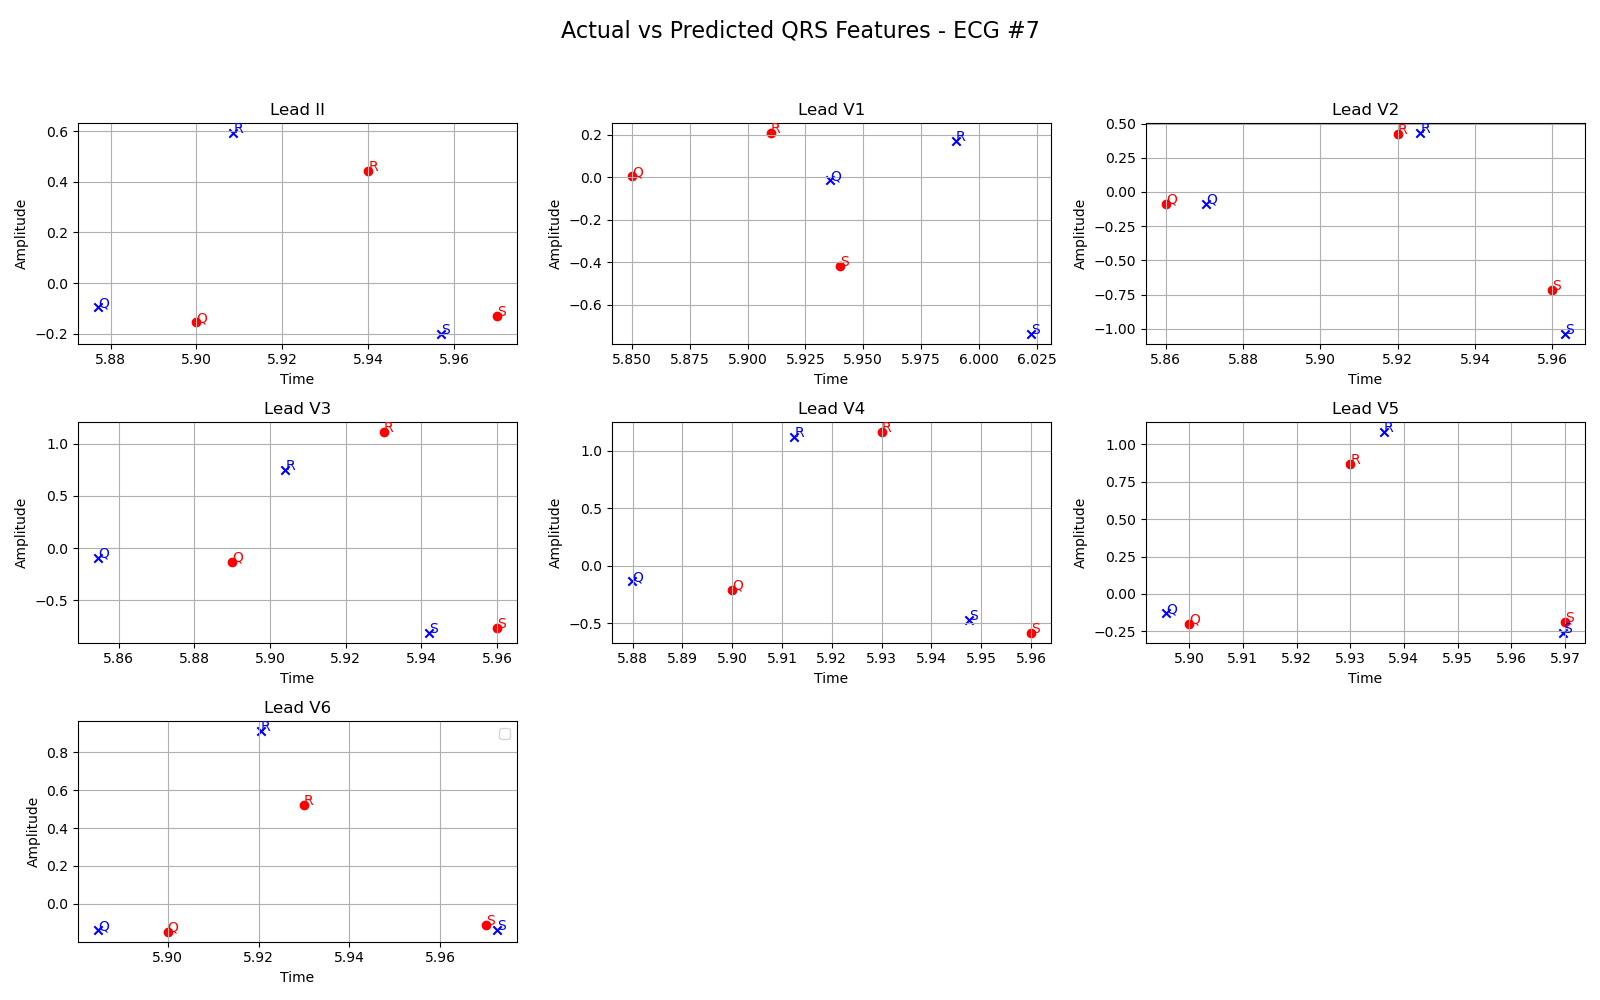 Actual vs Predicted QRS Features - ECG #7
Lead II
Amplitude
0.6
0.4
0.2
0.0
−0.2
R
R
Q
Q
S
S
5.88 5.90 5.92 5.94 5.96
Time
Lead V1
Amplitude
0.2
0.0
−0.2
−0.4
−0.6
R
R
Q
Q
S
S
5.850 5.875 5.900 5.925 5.950 5.975 6.000 6.025
Time
Lead V2
Amplitude
0.50
0.25
0.00
−0.25
−0.50
−0.75
−1.00
R
R
Q
Q
S
S
5.86 5.88 5.90 5.92 5.94 5.96
Time
Lead V3
Amplitude
1.0
0.5
0.0
−0.5
R
R
Q
Q
S
S
5.86 5.88 5.90 5.92 5.94 5.96
Time
Lead V4
Amplitude
1.0
0.5
0.0
−0.5
R
R
Q
Q
S
S
5.88 5.89 5.90 5.91 5.92 5.93 5.94 5.95 5.96
Time
Lead V5
Amplitude
1.00
0.75
0.50
0.25
0.00
−0.25
R
R
Q
Q
S
S
5.90 5.91 5.92 5.93 5.94 5.95 5.96 5.97
Time
Lead V6
Amplitude
0.8
0.6
0.4
0.2
0.0
R
R
Q
Q
S
S
5.90 5.92 5.94 5.96
Time